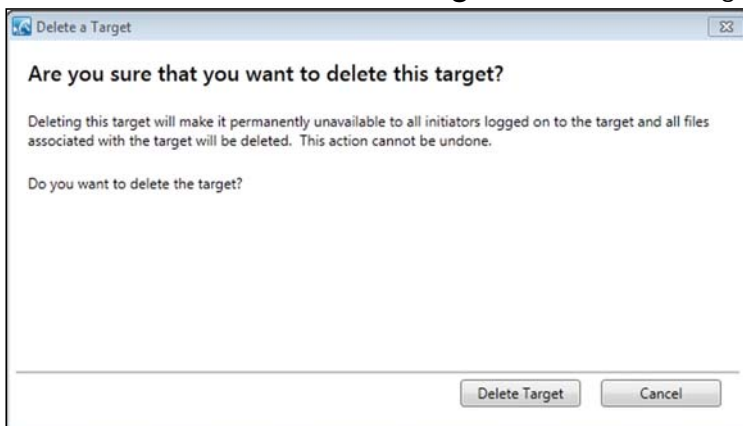 Delete a Target
Are you sure that you want to delete this target?
Deleting this target will make it permanently unavailable to all initiators logged on to the target and all files
associated with the target will be deleted. This action cannot be undone.
Do you want to delete the target?
Delete Target Cancel